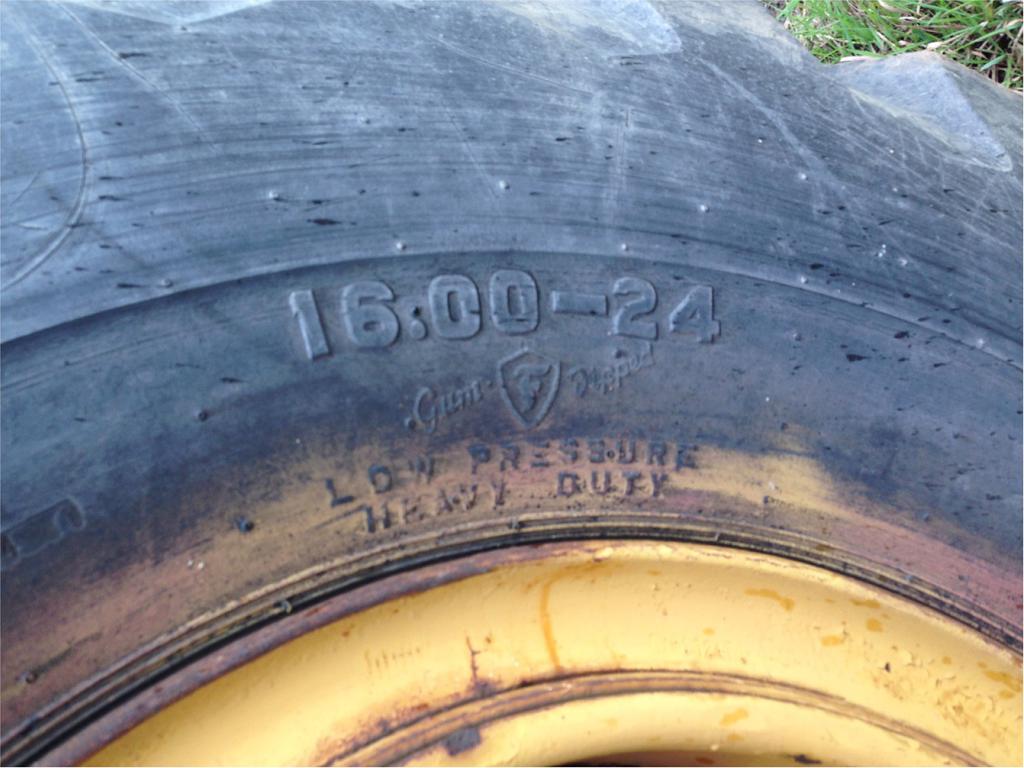 16.00-24
Gum-F Dipped
LOW PRESSURE
HEAVY DUTY